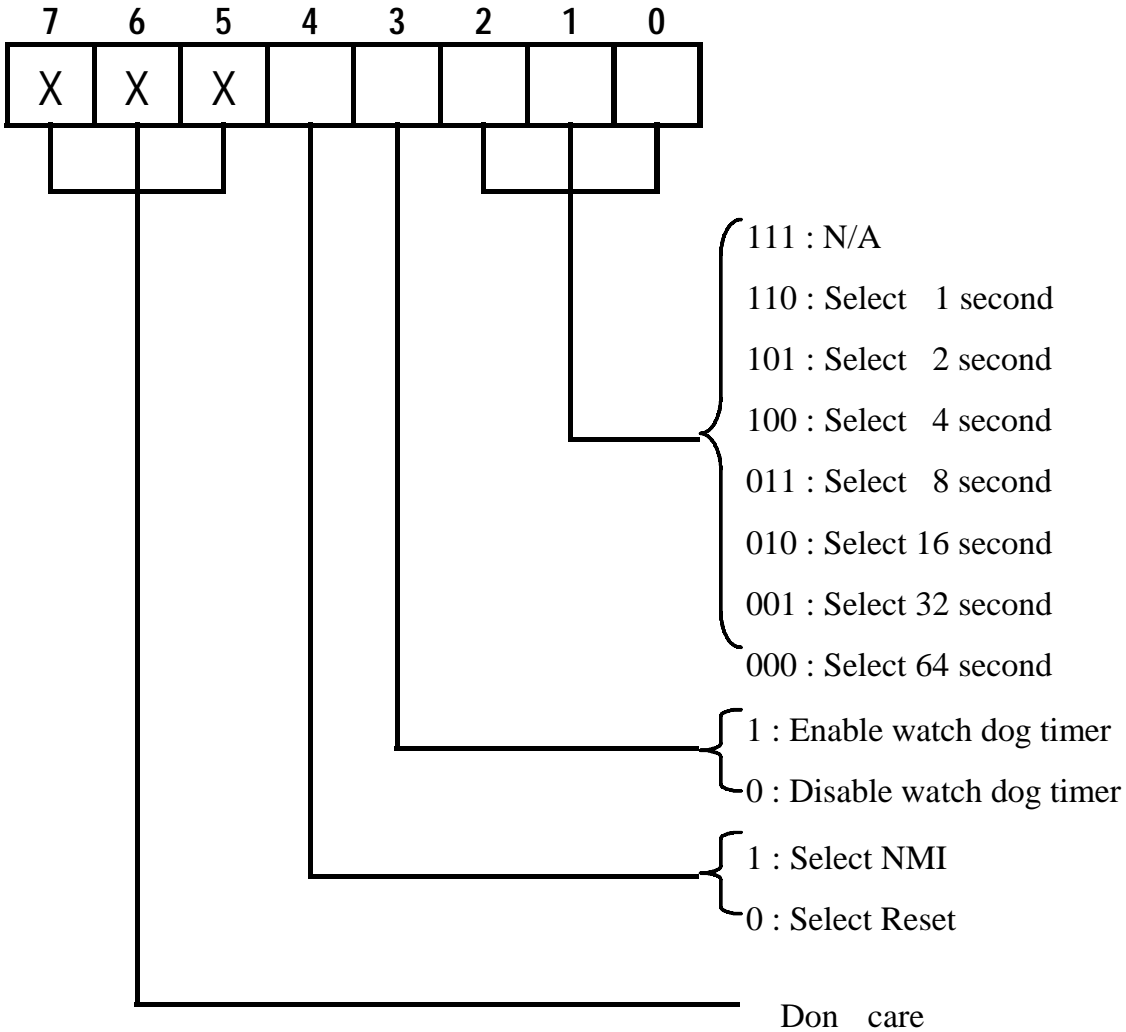 7 6 5 4 3 2 1 0
X X X
111 : N/A
110 : Select 1 second
101 : Select 2 second
100 : Select 4 second
011 : Select 8 second
010 : Select 16 second
001 : Select 32 second
000 : Select 64 second
1 : Enable watch dog timer
0 : Disable watch dog timer
1 : Select NMI
0 : Select Reset
Don care